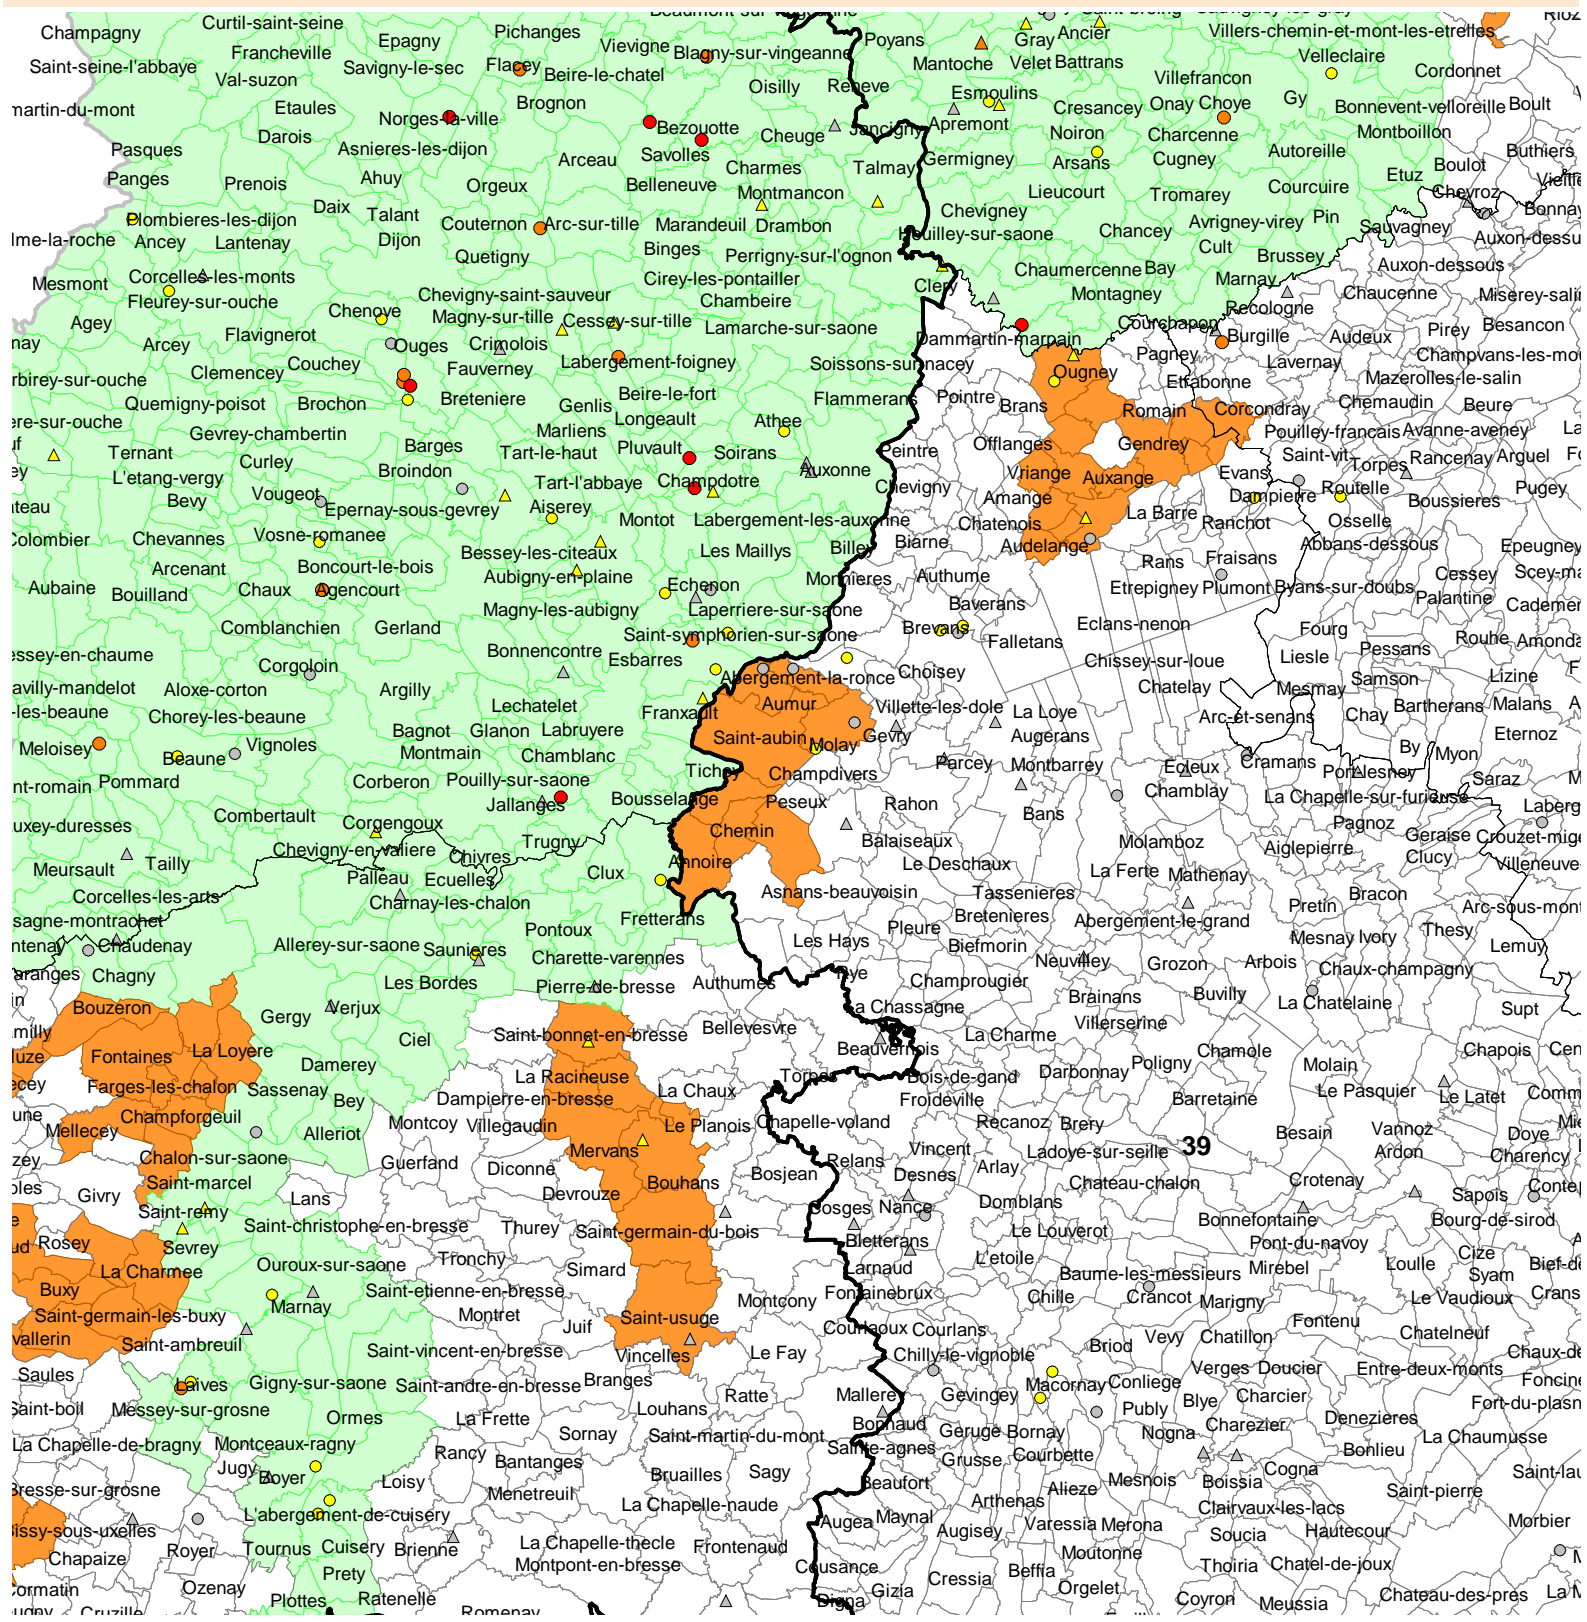 Champagny
Curtil-saint-seine
Francheville
Epagny
Pichanges
Vievigne
Blagny-sur-vingeanne
Poyans
Gray
Ancier
Villers-chemin-et-mont-les-etrelles
Saint-seine-l'abbaye
Val-suzon
Savigny-le-sec
Flacey
Beire-le-chatel
Oisilly
Reneve
Mantoche
Velet
Battrans
Villefrancon
Velleclaire
Cordonnet
Etaules
Norges-la-ville
Brognon
Bezouotte
Cheuge
Jancigny
Esmoulins
Apremont
Cresancey
Onay
Choye
Gy
Bonnevent-velloreille
Boult
Darois
Asnieres-les-dijon
Arceau
Savolles
Charmes
Talmay
Germigney
Noiron
Arsans
Charcenne
Cugney
Autoreille
Montboillon
Boulot
Buthiers
Pasques
Panges
Prenois
Ahuy
Orgeux
Belleneuve
Montmancon
Lieucourt
Tromarey
Courcuire
Etuz
Chevroz
Bonnay
Plombieres-les-dijon
Daix
Talant
Couternon
Arc-sur-tille
Marandeuil
Drambon
Chevigney
Heuilley-sur-saone
Chancey
Avrigney-virey
Pin
Sauvagney
Ancey
Lantenay
Dijon
Quetigny
Binges
Perrigny-sur-l'ognon
Cult
Brussey
Auxon-dessous
Mesmont
Corcelles-les-monts
Fleurey-sur-ouche
Chevigny-saint-sauveur
Cirey-les-pontailler
Chambeire
Clery
Chaumercenne
Bay
Montagney
Marnay
Recologne
Chaucenne
Agey
Flavignerot
Chenove
Magny-sur-tille
Cessey-sur-tille
Lamarche-sur-saone
Dammartin-marpain
Courchapon
Burgille
Audeux
Pirey
Besancon
Arcey
Clemencey
Couchey
Ouges
Crimolois
Fauverney
Labergement-foigney
Pagney
Ougney
Lavernay
Quemigny-poisot
Brochon
Breteniere
Genlis
Beire-le-fort
Longeault
Flammerans
Pointre
Brans
Etrabonne
Romain
Corcondray
Mazerolles-le-salin
Chemaudin
Beure
Gevrey-chambertin
Barges
Marliens
Athee
Offlanges
Gendrey
Pouilley-francais
Avanne-aveney
Ternant
Curley
Broindon
Tart-le-haut
Pluvault
Soirans
Auxonne
Peintre
Vriange
Auxange
Evans
Saint-vit
Torpes
Rancenay
Arguel
L'etang-vergy
Bevy
Vougeot
Epernay-sous-gevrey
Tart-l'abbaye
Champdotre
Chevigny
Amange
La Barre
Dampierre
Routelle
Boussieres
Pugey
Chevannes
Vosne-romanee
Aiserey
Montot
Labergement-les-auxonne
Chatenois
Biarne
Audelange
Ranchot
Osselle
Abbans-dessous
Arcenant
Boncourt-le-bois
Bessey-les-citeaux
Les Maillys
Billey
Rans
Fraisans
Epeugney
Aubaine
Bouilland
Chaux
Agencourt
Aubigny-en-plaine
Echenon
Monnieres
Authume
Baverans
Etrepigney
Plumont
Byans-sur-doubs
Cessey
Palantine
Comblanchien
Gerland
Magny-les-aubigny
Laperriere-sur-saone
Brevans
Falletans
Eclans-nenon
Fourg
Rouhe
Corgoloin
Bonnencontre
Saint-symphorien-sur-saone
Esbarres
Abergement-la-ronce
Choisey
Chissey-sur-loue
Liesle
Pessans
Aloxe-corton
Argilly
Lechatelet
Franxault
Aumur
Villette-les-dole
La Loye
Chatelay
Mesmay
Samson
Lizine
Chorey-les-beaune
Bagnot
Glanon
Labruyere
Saint-aubin
Molay
Gevry
Augerans
Arc-et-senans
Chay
Bartherans
Malans
Meloisey
Beaune
Vignoles
Montmain
Chamblanc
Tichey
Champdivers
Parcey
Montbarrey
Ecleux
Cramans
By
Myon
Eternoz
Pommard
Corberon
Pouilly-sur-saone
Jallanges
Bousselange
Peseux
Rahon
Bans
Chamblay
Port-lesney
La Chapelle-sur-furieuse
Saraz
Combertault
Corgengoux
Chemin
Balaiseaux
Molamboz
Aiglepierre
Pagnoz
Geraise
Meursault
Tailly
Chevigny-en-valiere
Chivres
Trugny
Annoire
Le Deschaux
La Ferte
Mathenay
Clucy
Corcelles-les-arts
Palleau
Ecuelles
Charnay-les-chalon
Clux
Asnans-beauvoisin
Tassenieres
Pretin
Bracon
Chaudenay
Allerey-sur-saone
Saunieres
Pontoux
Fretterans
Les Hays
Pleure
Bretenieres
Biefmorin
Abergement-le-grand
Mesnay
Ivory
Thesy
Lemuy
Chagny
Les Bordes
Charette-varennes
Pierre-de-bresse
Authumes
Rye
Champrougier
Neuvilley
Grozon
Arbois
Chaux-champagny
Bouzeron
Gergy
Verjux
Ciel
Saint-bonnet-en-bresse
Bellevesvre
La Chassagne
Brainans
Buvilly
La Chatelaine
Supt
Fontaines
La Loyere
Damerey
La Racineuse
Beauvernois
La Charme
Villerserine
Poligny
Chamole
Molain
Chapois
Farges-les-chalon
Sassenay
Bey
Dampierre-en-bresse
La Chaux
Torpes
Bois-de-gand
Froideville
Darbonnay
Barretaine
Le Pasquier
Le Latet
Mellecey
Champforgeuil
Alleriot
Montcoy
Villegaudin
Le Planois
Chapelle-voland
Recanoz
Brery
Besain
Vannoz
Doye
Chalon-sur-saone
Guerfand
Diconne
Mervans
Bosjean
Relans
Vincent
Ladoye-sur-seille
39
Ardon
Charency
Givry
Saint-marcel
Lans
Devrouze
Bouhans
Desnes
Arlay
Chateau-chalon
Crotenay
Sapois
Saint-remy
Saint-christophe-en-bresse
Thurey
Saint-germain-du-bois
Cosges
Nance
Domblans
Bonnefontaine
Bourg-de-sirod
Rosey
Sevrey
La Charmee
Ouroux-sur-saone
Tronchy
Simard
Bletterans
Larnaud
Le Louverot
L'etoile
Pont-du-navoy
Mirebel
Loulle
Cize
Syam
Buxy
Marnay
Saint-etienne-en-bresse
Montcony
Fontainebrux
Baume-les-messieurs
Chille
Crancot
Marigny
Le Vaudioux
Saint-germain-les-buxy
Saint-ambreuil
Montret
Juif
Saint-usuge
Courlaoux
Courlans
Fontenu
Chatelneuf
Saules
Saint-vincent-en-bresse
Vincelles
Le Fay
Chilly-le-vignoble
Briod
Vevy
Chatillon
Laives
Gigny-sur-saone
Saint-andre-en-bresse
Branges
Ratte
Mallerey
Gevingey
Macornay
Conliege
Verges
Doucier
Entre-deux-monts
Messey-sur-grosne
Ormes
La Frette
Louhans
Bonnaud
Publy
Blye
Charcier
La Chapelle-de-bragny
Montceaux-ragny
Sornay
Saint-martin-du-mont
Sainte-agnes
Geruge
Bornay
Nogna
Charezier
Denezieres
La Chaumusse
Jugy
Boyer
Rancy
Bantanges
Grusse
Courbette
Bonlieu
Loisy
Menetreuil
Bruailles
Sagy
Beaufort
Mesnois
Boissia
Cogna
Saint-pierre
L'abergement-de-cuisery
La Chapelle-naude
Arthenas
Alieze
Clairvaux-les-lacs
Augea
Maynal
Augisey
Varessia
Merona
Soucia
Hautecour
Morbier
Chapaize
Royer
Tournus
Cuisery
Brienne
La Chapelle-thecle
Frontenaud
Moutonne
Prety
Montpont-en-bresse
Cousance
Cressia
Beffia
Thoiria
Chatel-de-joux
Ozenay
Plottes
Ratenelle
Romenay
Digna
Gizia
Orgelet
Coyron
Meussia
Chateau-des-pres
Cruzille